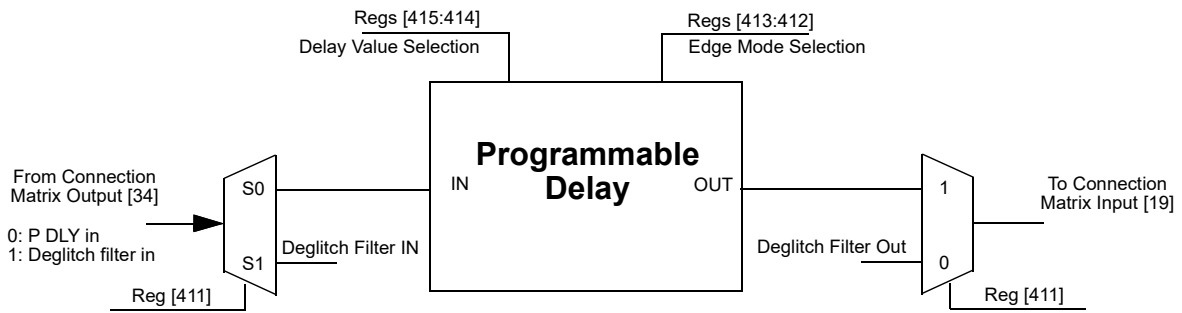 Regs [415:414]
Delay Value Selection
Regs [413:412]
Edge Mode Selection
Programmable
Delay
IN
OUT
From Connection
Matrix Output [34]
0: P DLY in
1: Deglitch filter in
S0
S1
Deglitch Filter IN
Reg [411]
Deglitch Filter Out
1
0
To Connection
Matrix Input [19]
Reg [411]